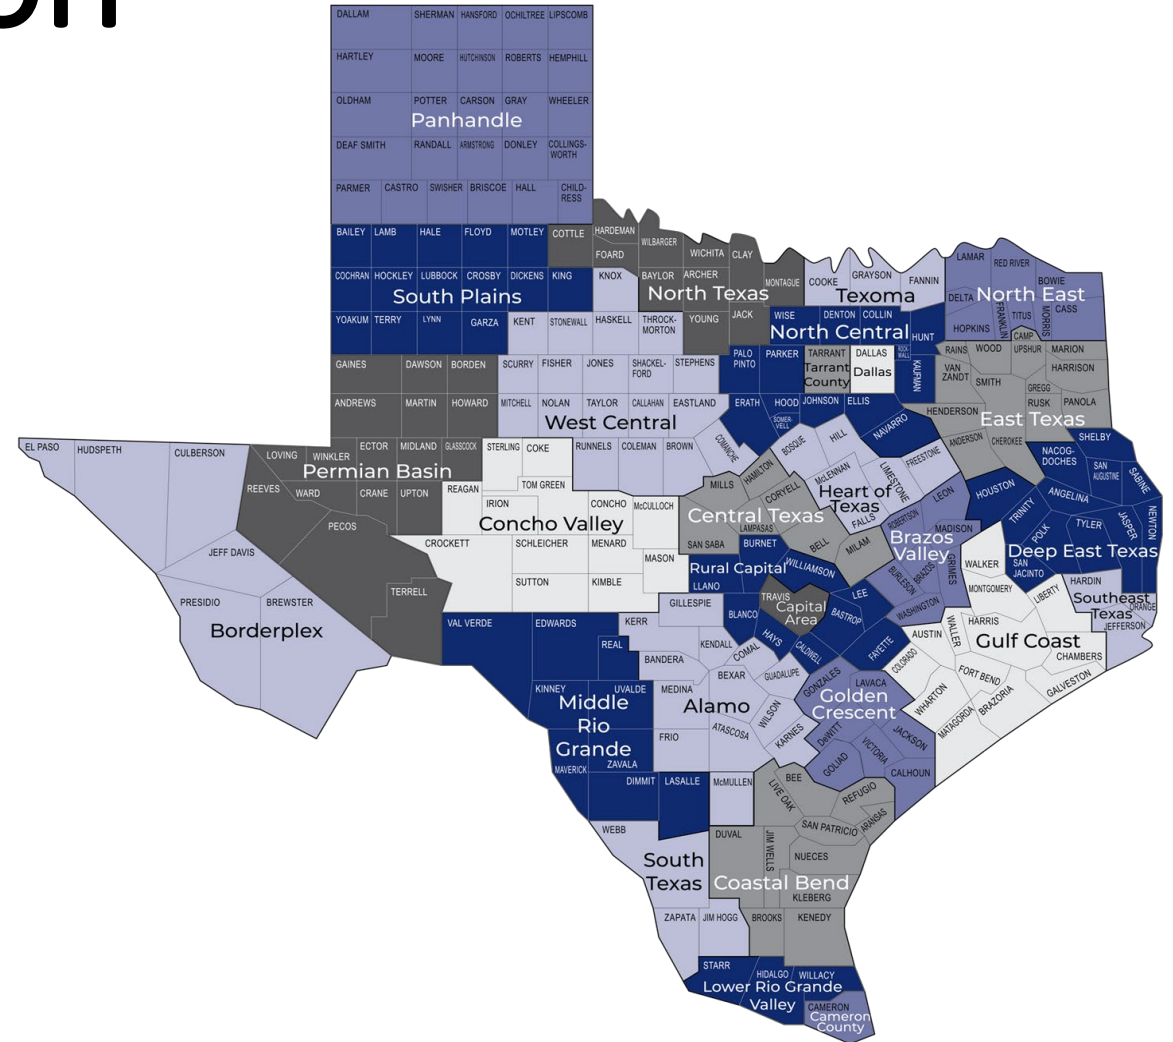 DALLAM SHERMAN HANSFORD OCHILTREE LIPSCOMB
HARTLEY MOORE HUTCHINSON ROBERTS HEMPHILL
OLDHAM POTTER CARSON GRAY WHEELER
Panhandle
DEAF SMITH RANDALL ARMSTRONG DONLEY COLLINGS-
WORTH
PARMER CASTRO SWISHER BRISCOE HALL CHILD-
RESS
BAILEY LAMB HALE FLOYD MOTLEY COTTLE HARDEMAN
FOARD WILBARGER WICHITA CLAY
COCHRAN HOCKLEY LUBBOCK CROSBY DICKENS KING KNOX BAYLOR ARCHER MONTAGUE
South Plains
North Texas
YOAKUM TERRY LYNN GARZA KENT STONEWALL HASKELL THROCK-
MORTON YOUNG JACK
COOKE GRAYSON FANNIN
Texoma
LAMAR RED RIVER BOWIE
North East
DELTA CASS
HOPKINS FRANKLIN TITUS MORRIS
CAMP
WISE DENTON COLLIN HUNT
North Central
ROCK-
WALL
PALO
PINTO PARKER TARRANT DALLAS KAUFMAN
Tarrant
County
Dallas
RAINS WOOD UPSHUR MARION
VAN
ZANDT SMITH HARRISON
GREGG
RUSK PANOLA
HENDERSON
East Texas
ANDERSON CHEROKEE
GAINES DAWSON BORDEN SCURRY FISHER JONES SHACKEL-
FORD STEPHENS
ANDREWS MARTIN HOWARD MITCHELL NOLAN TAYLOR CALLAHAN EASTLAND
West Central
ERATH HOOD JOHNSON ELLIS
SOMER-
VELL
NAVARRO
COMANCHE BOSQUE HILL
EL PASO HUDSPETH CULBERSON
LOVING WINKLER ECTOR MIDLAND GLASSCOCK STERLING COKE RUNNELS COLEMAN BROWN
Permian Basin
REEVES WARD CRANE UPTON REAGAN TOM GREEN
IRION CONCHO McCULLOCH
Concho Valley
PECOS
CROCKETT SCHLEICHER MENARD
MASON
SUTTON KIMBLE
TERRELL
JEFF DAVIS
PRESIDIO BREWSTER
Borderplex
MILLS HAMILTON
CORYELL
Central Texas
LAMPASAS
SAN SABA BELL MILAM
McLENNAN LIMESTONE FREESTONE
Heart of
Texas
FALLS
LEON
ROBERTSON MADISON
Brazos
Valley
BURLESON BRAZOS GRIMES
WASHINGTON
HOUSTON NACOG-
DOCHES SHELBY
SAN
AUGUSTINE SABINE
TRINITY ANGELINA
POLK TYLER JASPER NEWTON
Deep East Texas
SAN
JACINTO
BURNET
Rural Capital
WILLIAMSON
LLANO
TRAVIS
Capital
Area
LEE
BASTROP
BLANCO HAYS CALDWELL FAYETTE
WALKER
MONTGOMERY LIBERTY
HARDIN
Southeast
Texas
ORANGE
JEFFERSON
AUSTIN WALLER HARRIS
Gulf Coast
CHAMBERS
COLORADO FORT BEND GALVESTON
WHARTON BRAZORIA
MATAGORDA
VAL VERDE EDWARDS KERR GILLESPIE
REAL
BANDERA KENDALL COMAL
KINNEY UVALDE MEDINA BEXAR GUADALUPE
Middle
Rio
Grande
Alamo
WILSON
FRIO ATASCOSA KARNES
MAVERICK ZAVALA
DIMMIT LASALLE McMULLEN
GONZALES LAVACA
Golden
Crescent
DeWITT JACKSON
VICTORIA
GOLIAD CALHOUN
BEE
LIVE OAK REFUGIO
SAN PATRICIO ARANSAS
WEBB DUVAL JIM WELLS
NUECES
South
Texas
Coastal Bend
KLEBERG
ZAPATA JIM HOGG BROOKS KENEDY
STARR HIDALGO WILLACY
Lower Rio Grande
Valley
CAMERON
Cameron
County